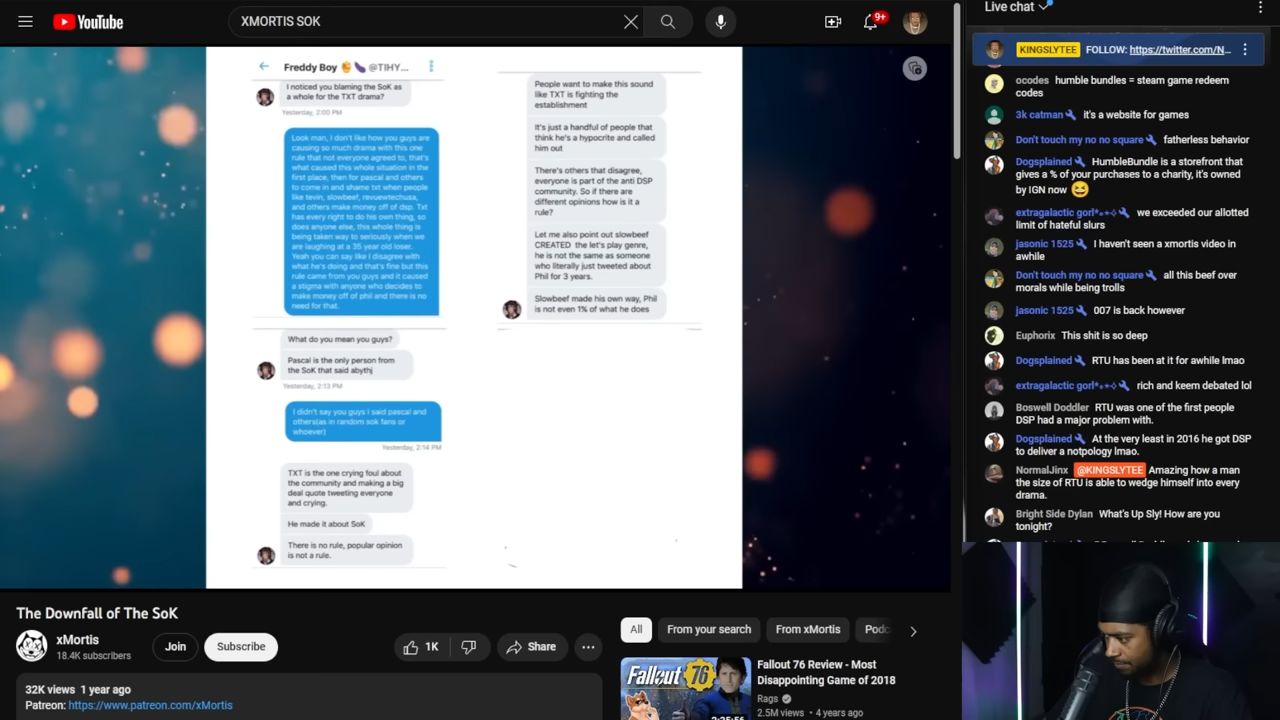 YouTube
XMORTIS SOK
9+
Live chat
Freddy Boy 👊 🍆 @TIHY...
I noticed you blaming the SoK as
a whole for the TXT drama?
Yesterday, 2:00 PM
Look man, I don't like how you guys are
causing so much drama with this one
rule that not everyone agreed to, that's
what caused this whole situation in the
first place, then for pascal and others
to come in and shame txt when people
like tevin, slowbeef, revuewtechusa,
and others make money off of dsp. Txt
has every right to do his own thing, so
does anyone else, this whole thing is
being taken way to seriously when we
are laughing at a 35 year old loser.
Yeah you can say like I disagree with
what he's doing and that's fine but this
rule came from you guys and it caused
a stigma with anyone who decides to
make money off of phil and there is no
need for that.
What do you mean you guys?
Pascal is the only person from
the SoK that said abythj
Yesterday, 2:13 PM
I didn't say you guys I said pascal and
others(as in random sok fans or
whoever)
Yesterday, 2:14 PM
TXT is the one crying foul about
the community and making a big
deal quote tweeting everyone
and crying.
He made it about SoK
There is no rule, popular opinion
is not a rule.
People want to make this sound
like TXT is fighting the
establishment
It's just a handful of people that
think he's a hypocrite and called
him out
There's others that disagree,
everyone is part of the anti DSP
community. So if there are
different opinions how is it a
rule?
Let me also point out slowbeef
CREATED the let's play genre,
he is not the same as someone
who literally just tweeted about
Phil for 3 years.
Slowbeef made his own way, Phil
is not even 1% of what he does
KINGSLYTEE FOLLOW: https://twitter.com/N...
ocodes humble bundles = steam game redeem
codes
3k catman it's a website for games
Don't touch my no no square fatherless behavior
Dogsplained HumbleBundle is a storefront that
gives a % of your purchases to a charity, it's owned
by IGN now 😆
extragalactic gorl*₊✧ we exceeded our allotted
limit of hateful slurs
jasonic 1525 I haven't seen a xmortis video in
awhile
Don't touch my no no square all this beef over
morals while being trolls
jasonic 1525 007 is back however
Euphorix This shit is so deep
Dogsplained RTU has been at it for awhile lmao
extragalactic gorl*₊✧ rich and keem debated lol
Boswell Doddler RTU was one of the first people
DSP had a major problem with.
Dogsplained At the very least in 2016 he got DSP
to deliver a notpology lmao.
NormalJinx @KINGSLYTEE Amazing how a man
the size of RTU is able to wedge himself into every
drama.
Bright Side Dylan What's Up Sly! How are you
tonight?
The Downfall of The SoK
xMortis
18.4K subscribers
Join
Subscribe
1K
Share
32K views 1 year ago
Patreon: https://www.patreon.com/xMortis
All
From your search
From xMortis
Podc
Fallout 76
2:25:56
Fallout 76 Review - Most
Disappointing Game of 2018
Rags
2.5M views • 4 years ago